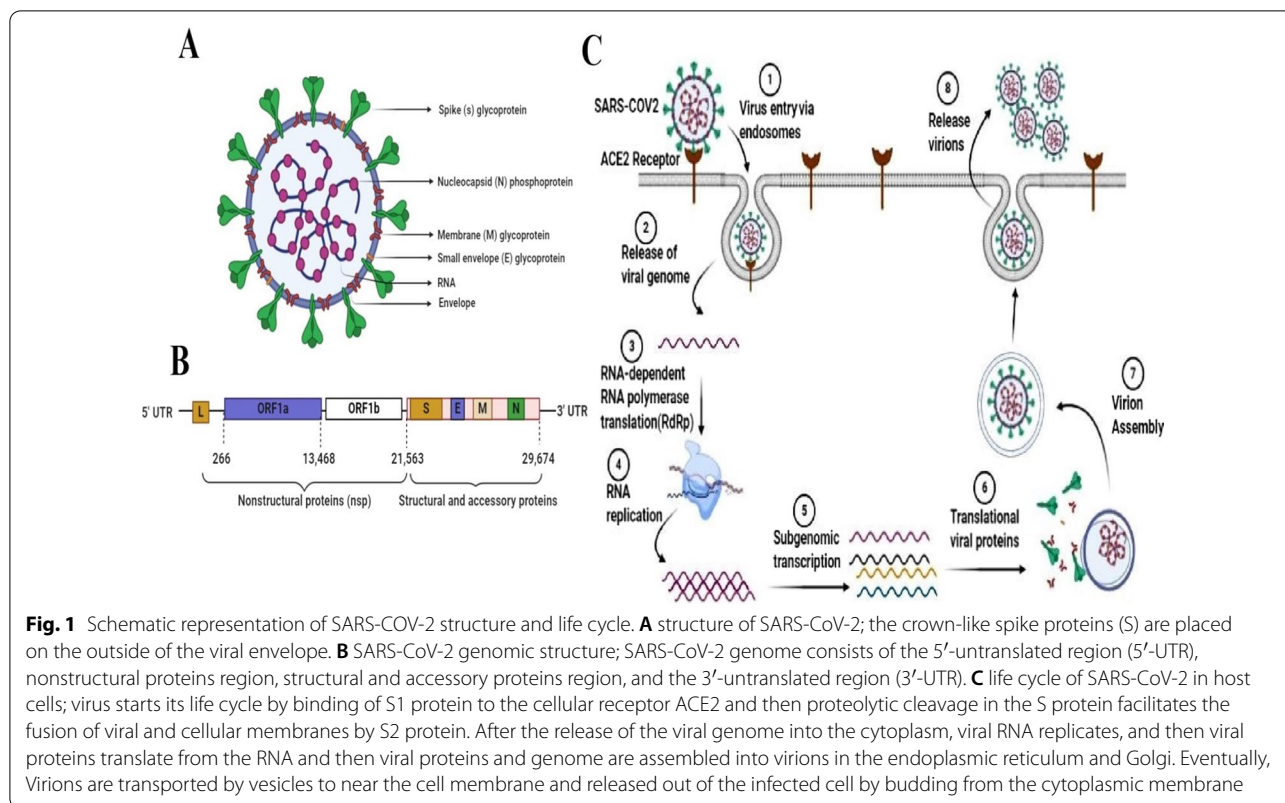 A
Spike (s) glycoprotein
Nucleocapsid (N) phosphoprotein
Membrane (M) glycoprotein
Small envelope (E) glycoprotein
RNA
Envelope
B
5' UTR
L
ORF1a
ORF1b
S
E
M
N
3' UTR
266
13,468
21,563
29,674
Nonstructural proteins (nsp)
Structural and accessory proteins
C
SARS-COV2
ACE2 Receptor
1
Virus entry via
endosomes
2
Release of
viral genome
3
RNA-dependent
RNA polymerase
translation(RdRp)
4
RNA
replication
5
Subgenomic
transcription
6
Translational
viral proteins
7
Virion
Assembly
8
Release
virions
Fig. 1 Schematic representation of SARS-COV-2 structure and life cycle. A structure of SARS-CoV-2; the crown-like spike proteins (S) are placed
on the outside of the viral envelope. B SARS-CoV-2 genomic structure; SARS-CoV-2 genome consists of the 5′-untranslated region (5′-UTR),
nonstructural proteins region, structural and accessory proteins region, and the 3′-untranslated region (3′-UTR). C life cycle of SARS-CoV-2 in host
cells; virus starts its life cycle by binding of S1 protein to the cellular receptor ACE2 and then proteolytic cleavage in the S protein facilitates the
fusion of viral and cellular membranes by S2 protein. After the release of the viral genome into the cytoplasm, viral RNA replicates, and then viral
proteins translate from the RNA and then viral proteins and genome are assembled into virions in the endoplasmic reticulum and Golgi. Eventually,
Virions are transported by vesicles to near the cell membrane and released out of the infected cell by budding from the cytoplasmic membrane